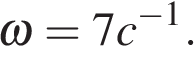 ω = 7c⁻¹.